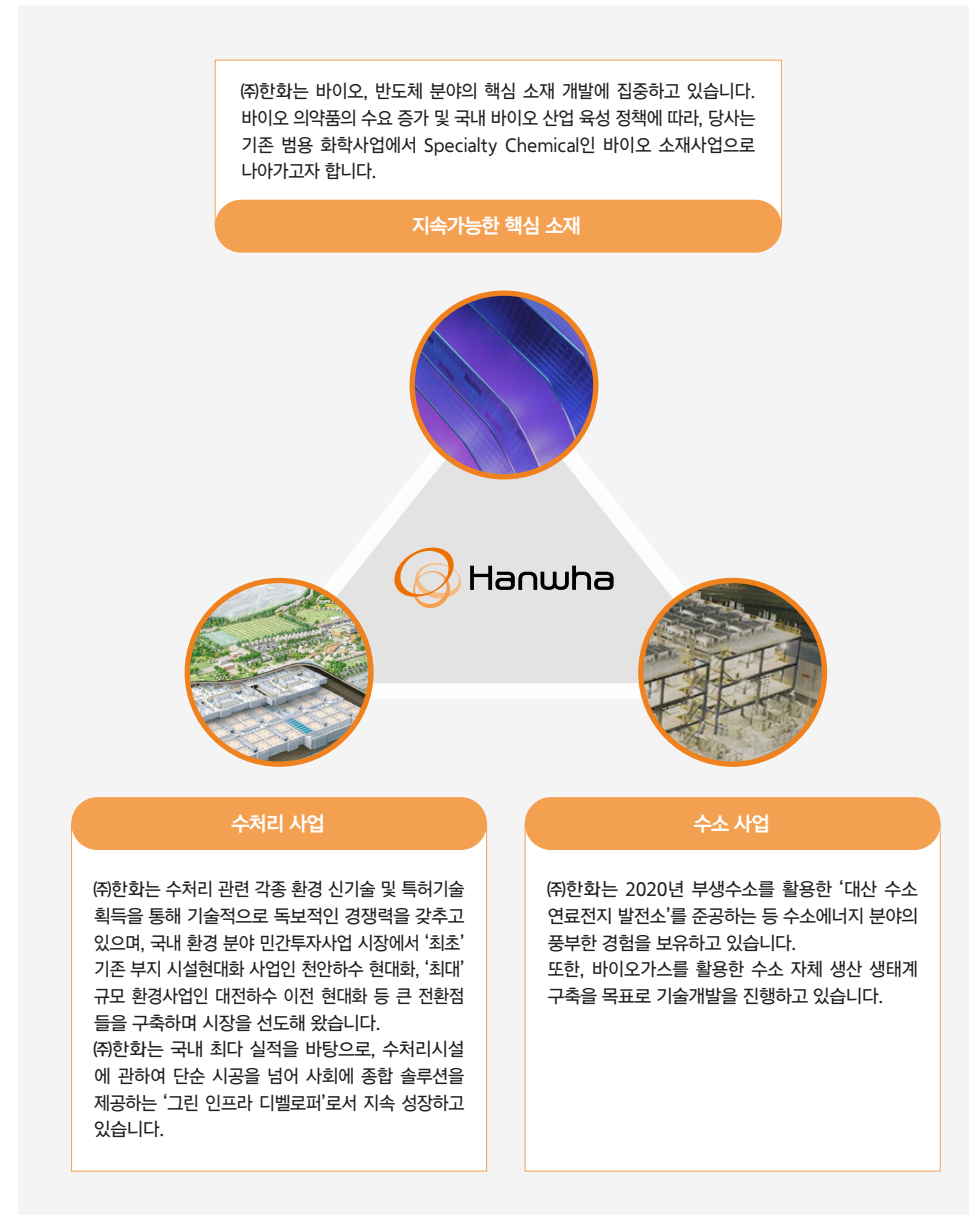 ㈜한화는 바이오, 반도체 분야의 핵심 소재 개발에 집중하고 있습니다.
바이오 의약품의 수요 증가 및 국내 바이오 산업 육성 정책에 따라, 당사는
기존 범용 화학사업에서 Specialty Chemical인 바이오 소재사업으로
나아가고자 합니다.
지속가능한 핵심 소재
Hanwha
수처리 사업
㈜한화는 수처리 관련 각종 환경 신기술 및 특허기술
획득을 통해 기술적으로 독보적인 경쟁력을 갖추고
있으며, 국내 환경 분야 민간투자사업 시장에서 ‘최초’
기존 부지 시설현대화 사업인 천안하수 현대화, ‘최대’
규모 환경사업인 대전하수 이전 현대화 등 큰 전환점
들을 구축하며 시장을 선도해 왔습니다.
㈜한화는 국내 최다 실적을 바탕으로, 수처리시설
에 관하여 단순 시공을 넘어 사회에 종합 솔루션을
제공하는 ‘그린 인프라 디벨로퍼’로서 지속 성장하고
있습니다.
수소 사업
㈜한화는 2020년 부생수소를 활용한 ‘대산 수소
연료전지 발전소’를 준공하는 등 수소에너지 분야의
풍부한 경험을 보유하고 있습니다.
또한, 바이오가스를 활용한 수소 자체 생산 생태계
구축을 목표로 기술개발을 진행하고 있습니다.